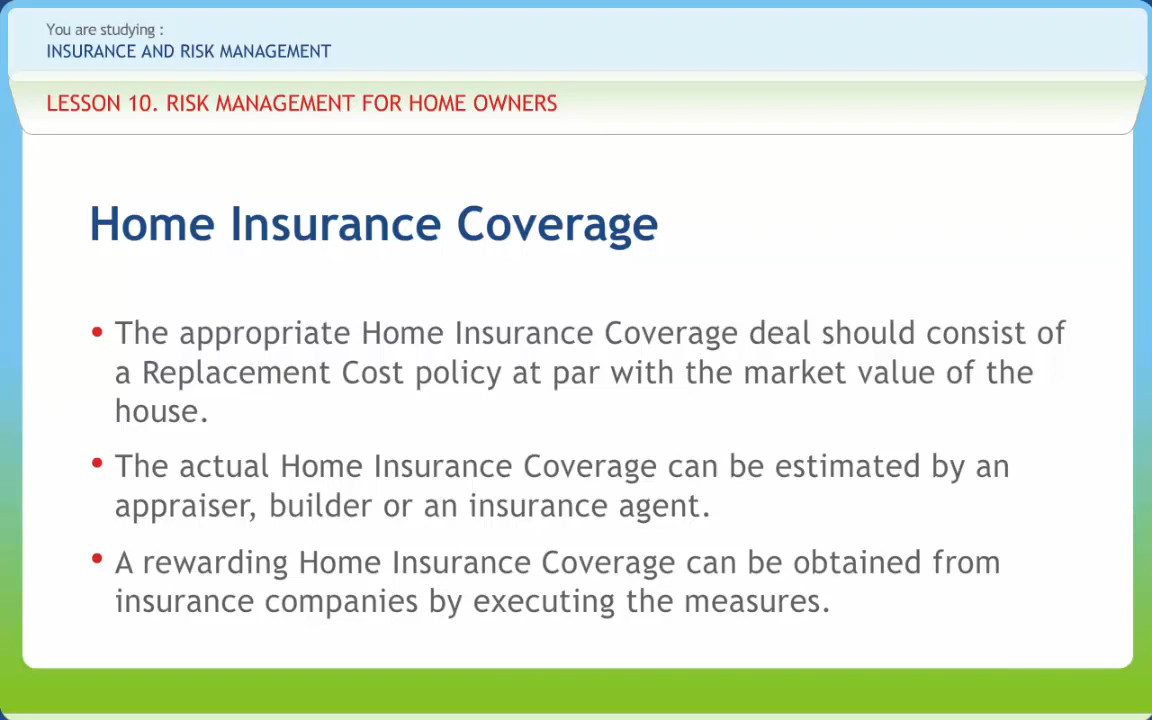 You are studying :
INSURANCE AND RISK MANAGEMENT
LESSON 10. RISK MANAGEMENT FOR HOME OWNERS
Home Insurance Coverage
• The appropriate Home Insurance Coverage deal should consist of
a Replacement Cost policy at par with the market value of the
house.
• The actual Home Insurance Coverage can be estimated by an
appraiser, builder or an insurance agent.
• A rewarding Home Insurance Coverage can be obtained from
insurance companies by executing the measures.